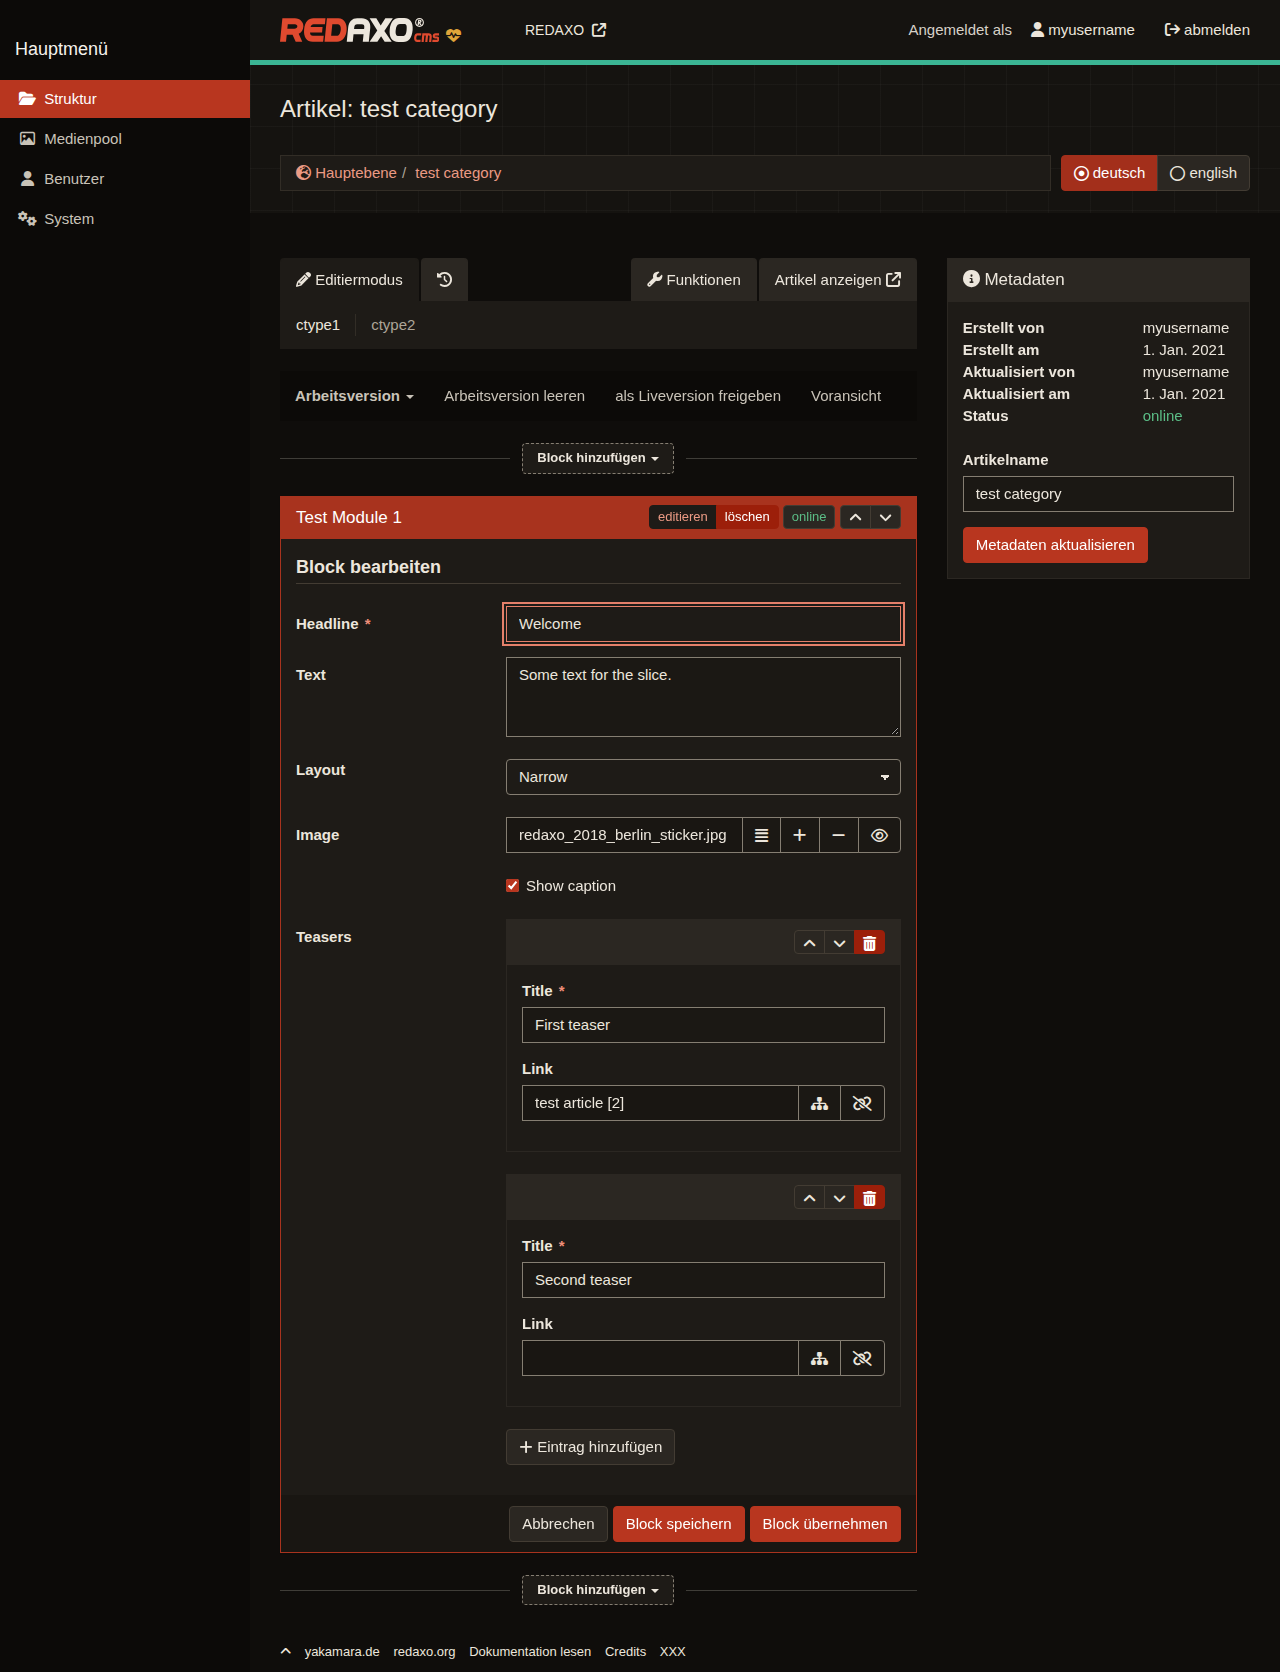 REDAXO® cms
REDAXO
Angemeldet als myusername abmelden
Hauptmenü
Struktur
Medienpool
Benutzer
System
Artikel: test category
Hauptebene / test category
deutsch english
Editiermodus
Funktionen Artikel anzeigen
ctype1 ctype2
Arbeitsversion Arbeitsversion leeren als Liveversion freigeben Voransicht
Block hinzufügen
Test Module 1 editieren löschen online
Block bearbeiten
Headline * Welcome
Text Some text for the slice.
Layout Narrow
Image redaxo_2018_berlin_sticker.jpg
Show caption
Teasers
Title *
First teaser
Link
test article [2]
Title *
Second teaser
Link
Eintrag hinzufügen
Abbrechen Block speichern Block übernehmen
Block hinzufügen
Metadaten
Erstellt von myusername
Erstellt am 1. Jan. 2021
Aktualisiert von myusername
Aktualisiert am 1. Jan. 2021
Status online
Artikelname
test category
Metadaten aktualisieren
yakamara.de redaxo.org Dokumentation lesen Credits XXX